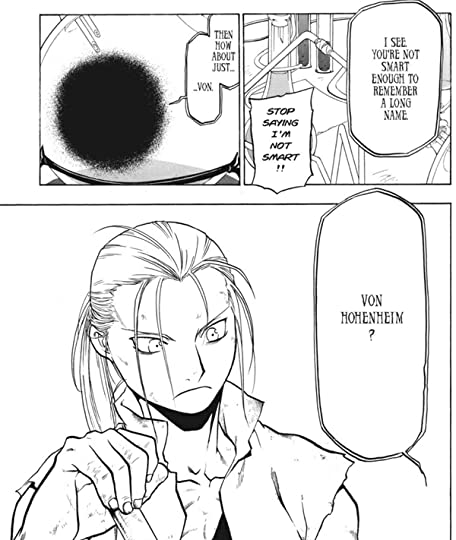 I SEE
YOU'RE NOT
SMART
ENOUGH TO
REMEMBER
A LONG
NAME.
STOP
SAYING
I'M
NOT
SMART
!!
THEN
HOW
ABOUT
JUST...
...VON.
VON
HOHENHEIM
?